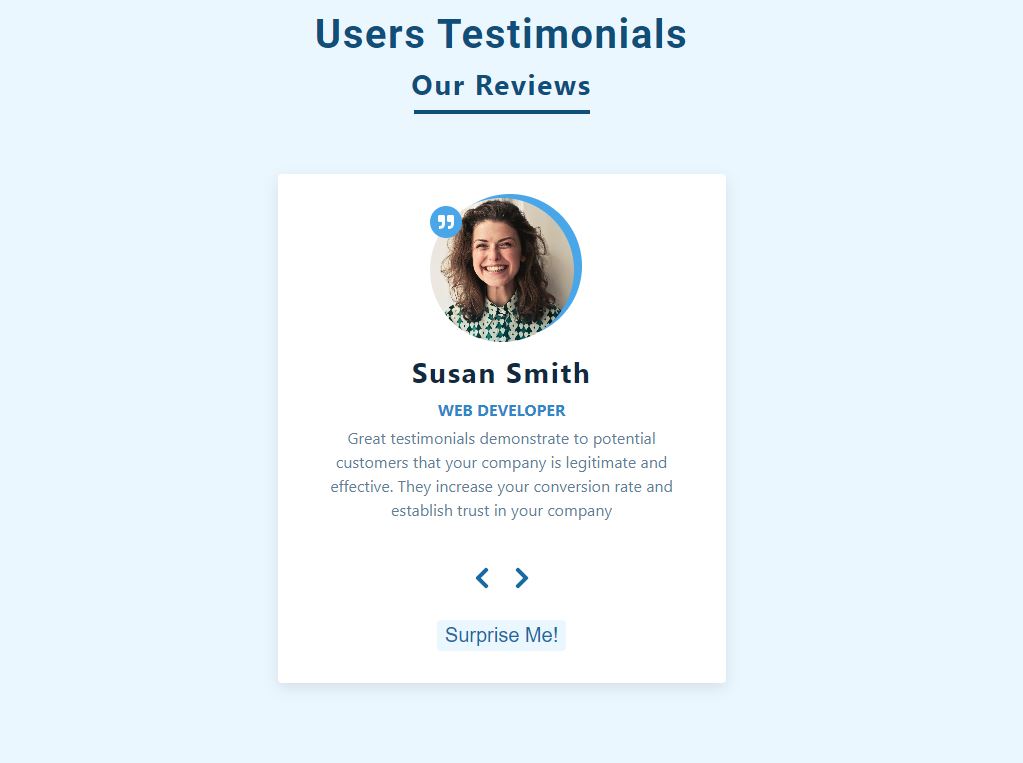 Users Testimonials
Our Reviews
Susan Smith
WEB DEVELOPER
Great testimonials demonstrate to potential
customers that your company is legitimate and
effective. They increase your conversion rate and
establish trust in your company
Surprise Me!